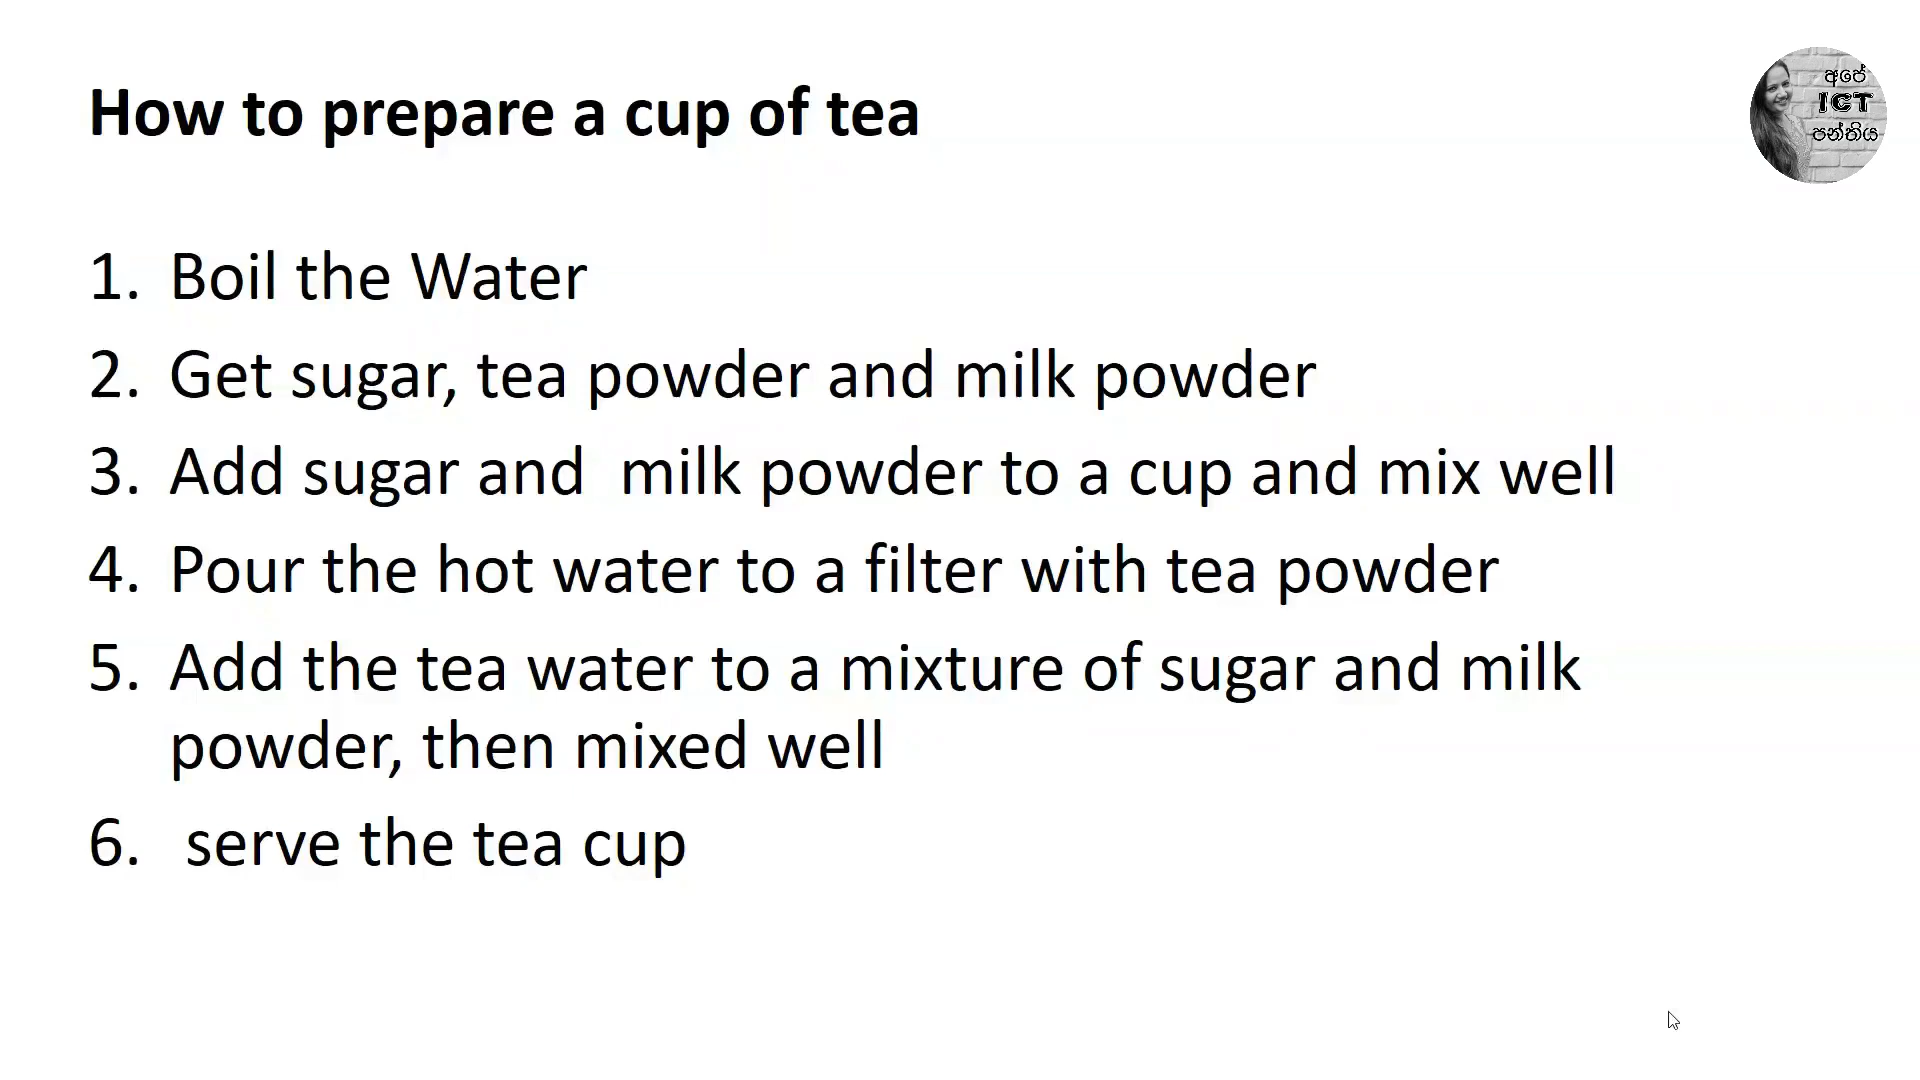 How to prepare a cup of tea
අපේ
ICT
පන්තිය
1. Boil the Water
2. Get sugar, tea powder and milk powder
3. Add sugar and  milk powder to a cup and mix well
4. Pour the hot water to a filter with tea powder
5. Add the tea water to a mixture of sugar and milk
powder, then mixed well
6.  serve the tea cup